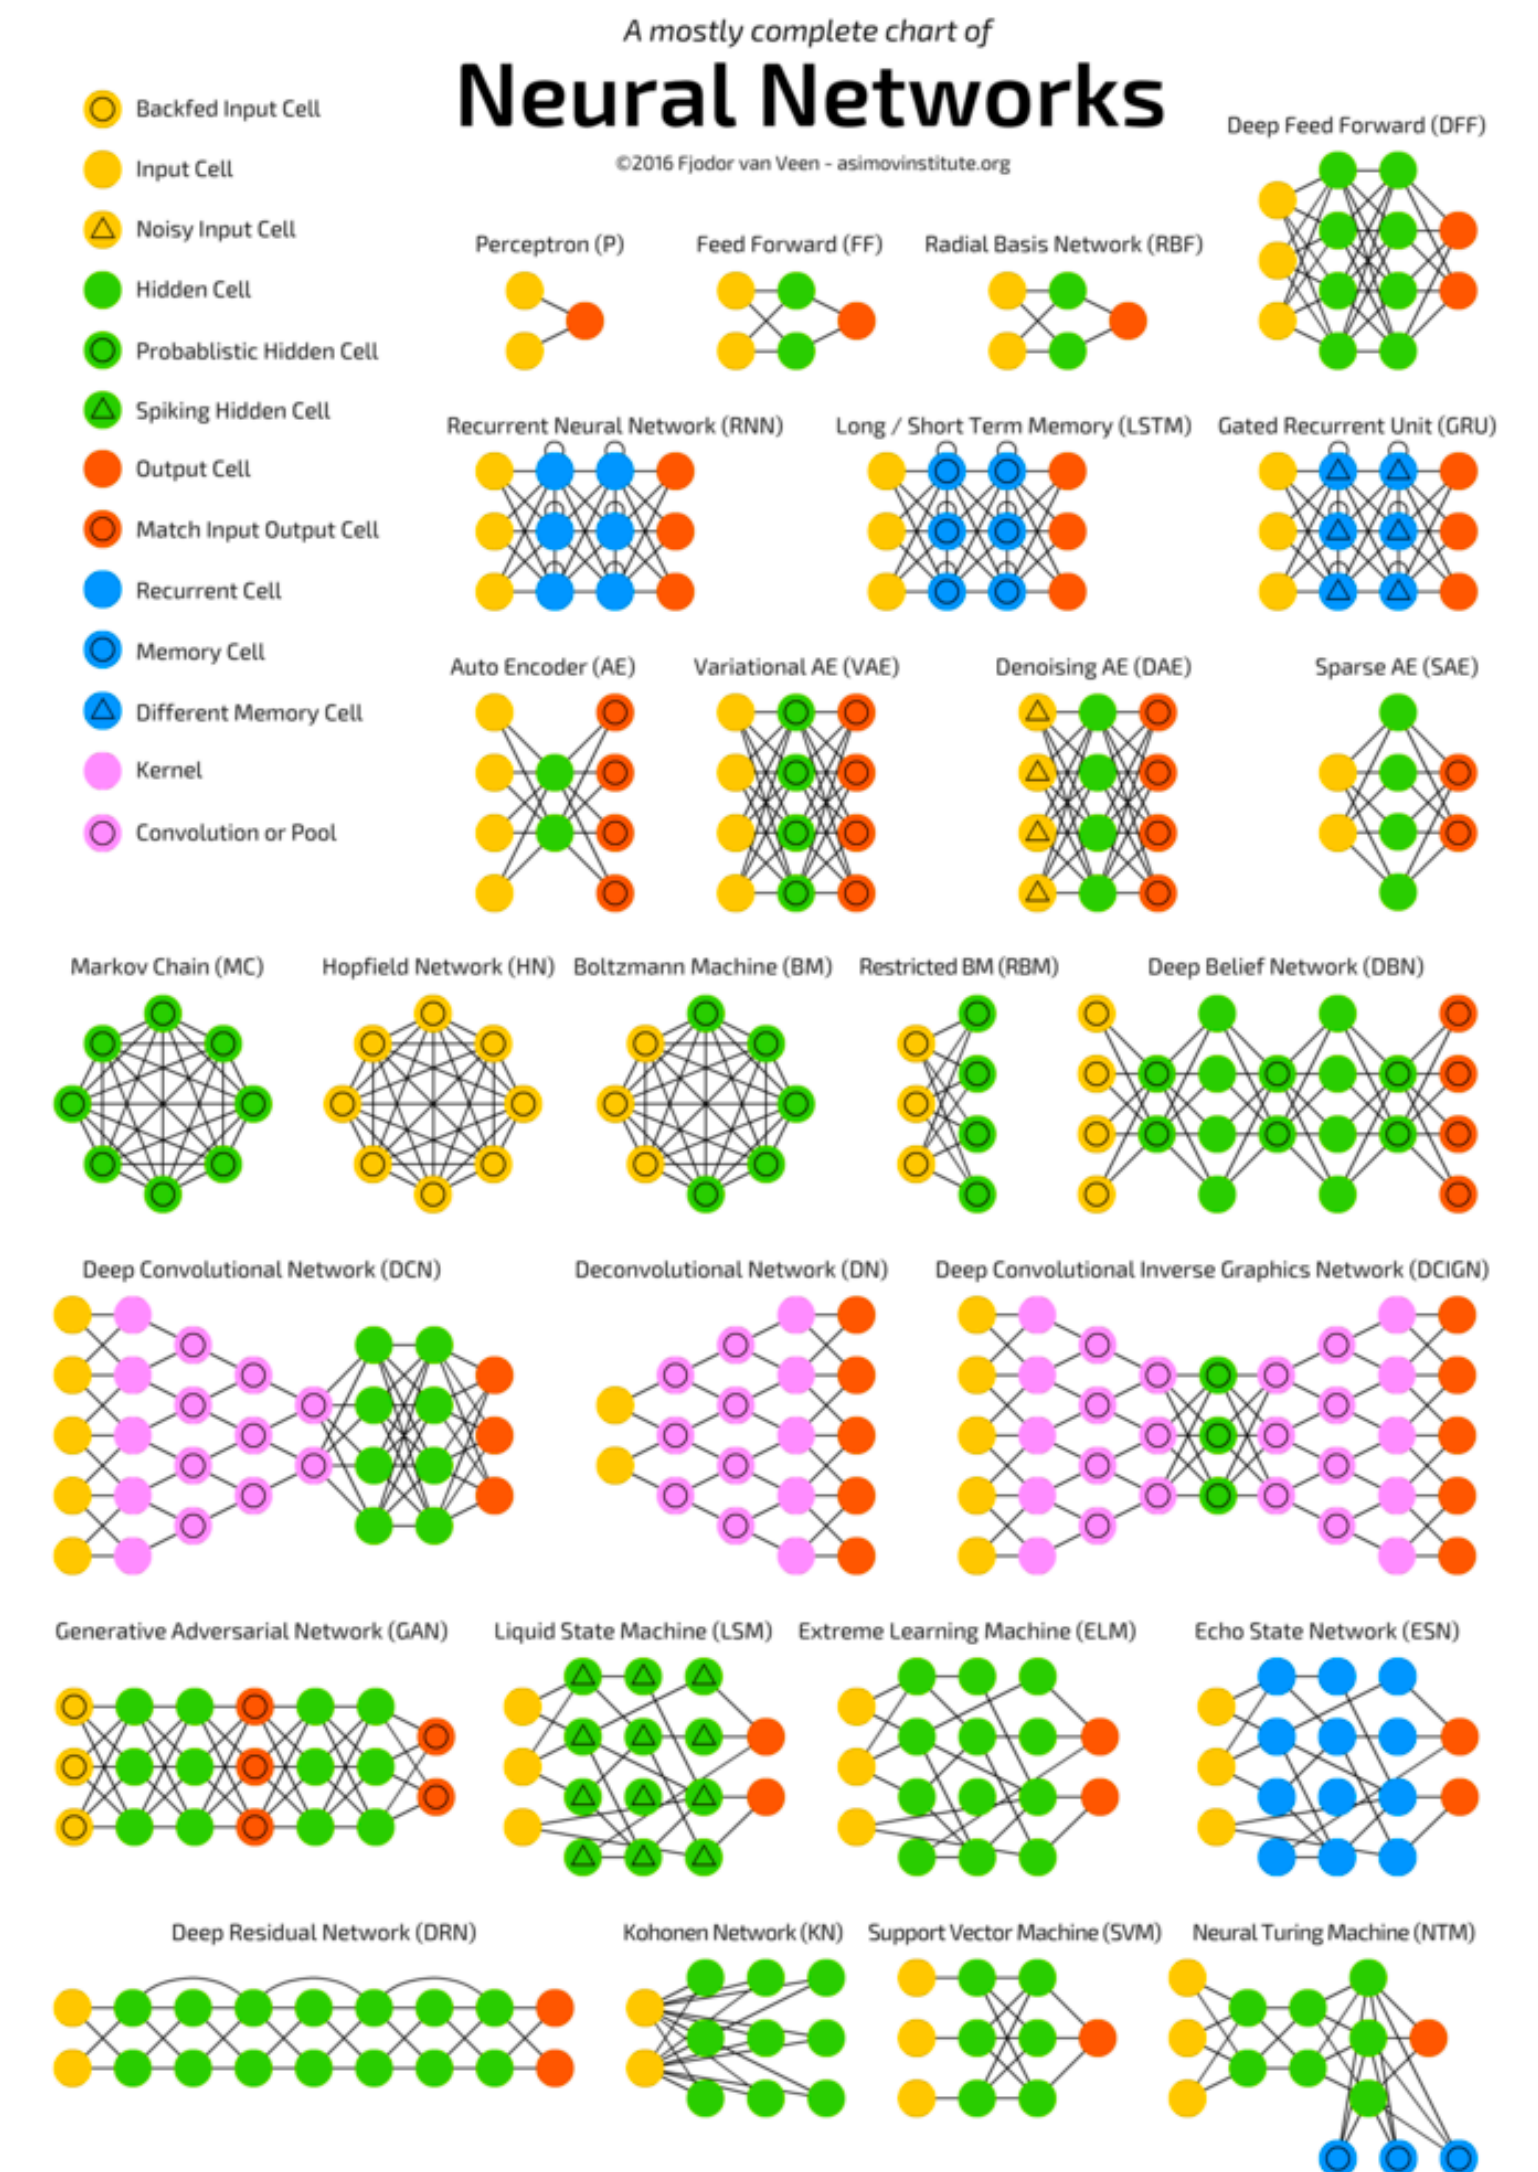 A mostly complete chart of
Neural Networks
©2016 Fjodor van Veen - asimovinstitute.org
Backfed Input Cell
Input Cell
Noisy Input Cell
Hidden Cell
Probablistic Hidden Cell
Spiking Hidden Cell
Output Cell
Match Input Output Cell
Recurrent Cell
Memory Cell
Different Memory Cell
Kernel
Convolution or Pool
Deep Feed Forward (DFF)
Perceptron (P)
Feed Forward (FF)
Radial Basis Network (RBF)
Recurrent Neural Network (RNN)
Long / Short Term Memory (LSTM)
Gated Recurrent Unit (GRU)
Auto Encoder (AE)
Variational AE (VAE)
Denoising AE (DAE)
Sparse AE (SAE)
Markov Chain (MC)
Hopfield Network (HN)
Boltzmann Machine (BM)
Restricted BM (RBM)
Deep Belief Network (DBN)
Deep Convolutional Network (DCN)
Deconvolutional Network (DN)
Deep Convolutional Inverse Graphics Network (DCIGN)
Generative Adversarial Network (GAN)
Liquid State Machine (LSM)
Extreme Learning Machine (ELM)
Echo State Network (ESN)
Deep Residual Network (DRN)
Kohonen Network (KN)
Support Vector Machine (SVM)
Neural Turing Machine (NTM)